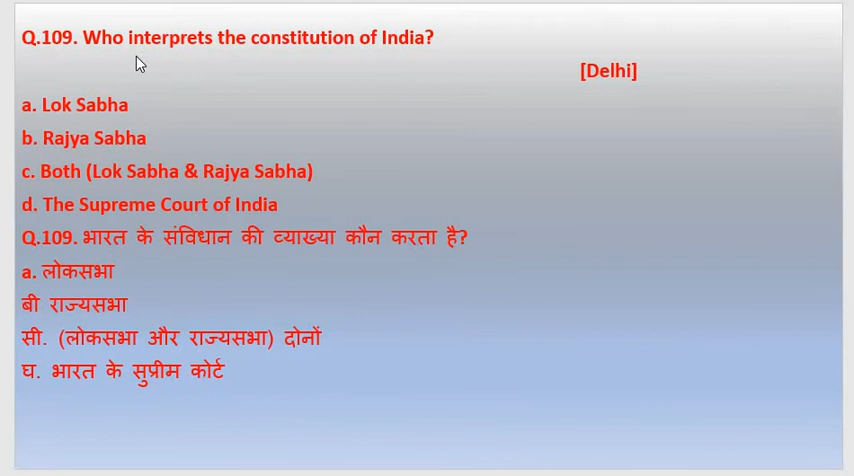 Q.109. Who interprets the constitution of India?
[Delhi]
a. Lok Sabha
b. Rajya Sabha
c. Both (Lok Sabha & Rajya Sabha)
d. The Supreme Court of India
Q.109. भारत के संविधान की व्याख्या कौन करता है?
a. लोकसभा
बी राज्यसभा
सी. (लोकसभा और राज्यसभा) दोनों
घ. भारत के सुप्रीम कोर्ट